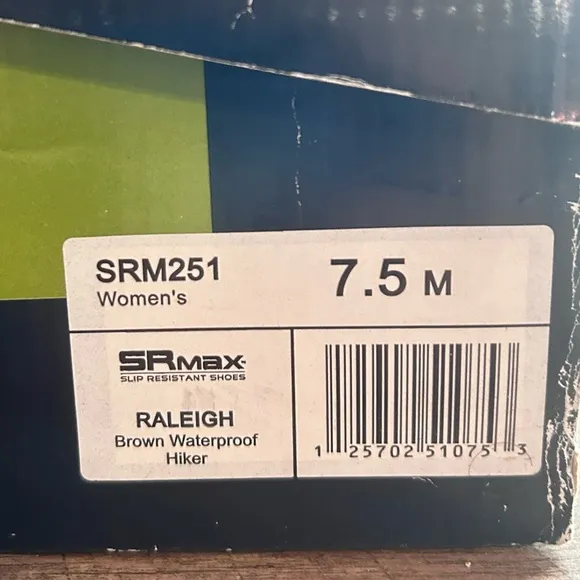 SRM251
Women's
7.5 M
SRMAX
SLIP RESISTANT SHOES
RALEIGH
Brown Waterproof
Hiker
1 25702 51075 3